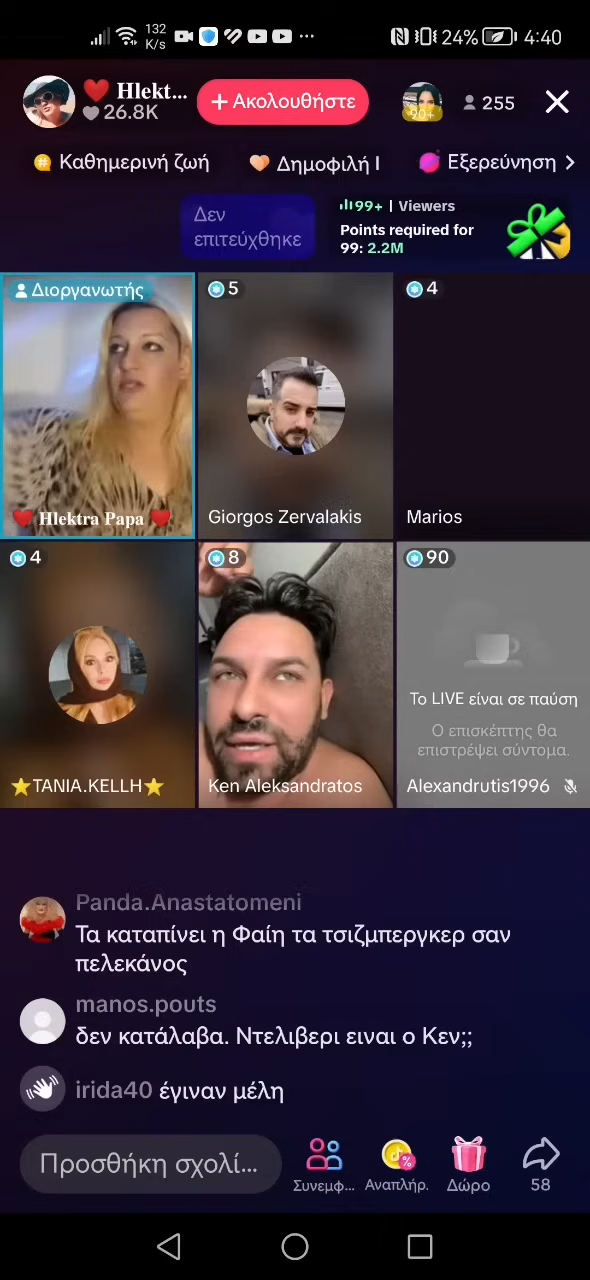 132
K/s
24%
4:40
❤️ Hlekt...
26.8K
+ Ακολουθήστε
90+
255
Καθημερινή ζωή
Δημοφιλή l
Εξερεύνηση >
Δεν
επιτεύχθηκε
99+ | Viewers
Points required for
99: 2.2M
Διοργανωτής
❤️ Hlektra Papa ❤️
5
Giorgos Zervalakis
4
Marios
4
⭐TANIA.KELLH⭐
8
Ken Aleksandratos
90
Το LIVE είναι σε παύση
Ο επισκέπτης θα
επιστρέψει σύντομα.
Alexandrutis1996
Panda.Anastatomeni
Τα καταπίνει η Φαίη τα τσιζμπεργκερ σαν
πελεκάνος
manos.pouts
δεν κατάλαβα. Ντελιβερι ειναι ο Κεν;;
irida40 έγιναν μέλη
Προσθήκη σχολί...
Συνεμφ...
Αναπλήρ.
Δώρο
58